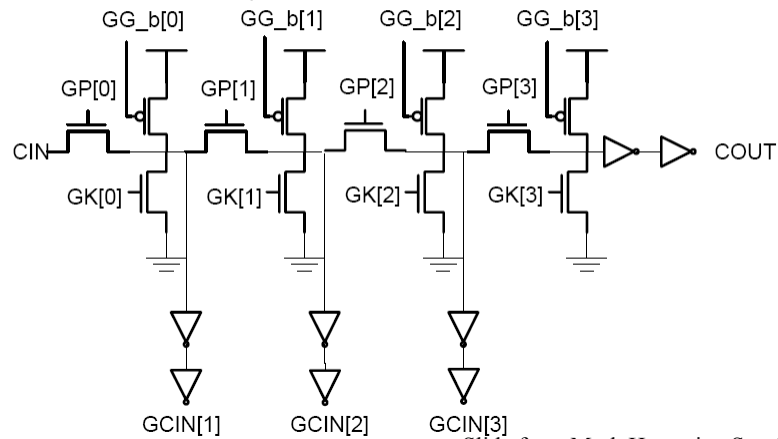 GG_b[0] GG_b[1] GG_b[2] GG_b[3]
GP[0] GP[1] GP[2] GP[3]
CIN COUT
GK[0] GK[1] GK[2] GK[3]
GCIN[1] GCIN[2] GCIN[3]